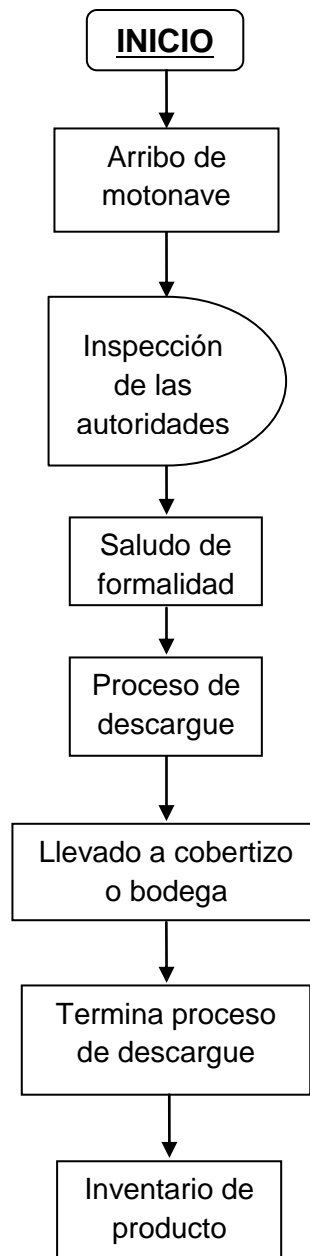 INICIO
Arribo de
motonave
Inspección
de las
autoridades
Saludo de
formalidad
Proceso de
descargue
Llevado a cobertizo
o bodega
Termina proceso
de descargue
Inventario de
producto